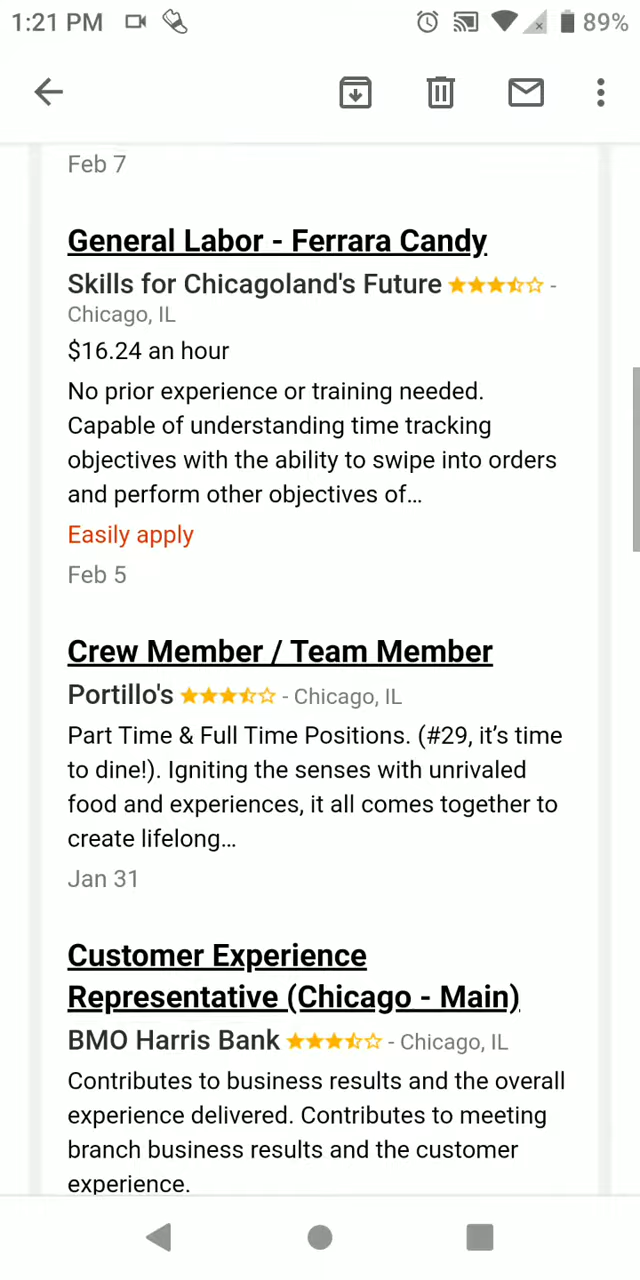 1:21 PM 89%
Feb 7
General Labor - Ferrara Candy
Skills for Chicagoland's Future -
Chicago, IL
$16.24 an hour
No prior experience or training needed.
Capable of understanding time tracking
objectives with the ability to swipe into orders
and perform other objectives of...
Easily apply
Feb 5
Crew Member / Team Member
Portillo's - Chicago, IL
Part Time & Full Time Positions. (#29, it’s time
to dine!). Igniting the senses with unrivaled
food and experiences, it all comes together to
create lifelong...
Jan 31
Customer Experience
Representative (Chicago - Main)
BMO Harris Bank - Chicago, IL
Contributes to business results and the overall
experience delivered. Contributes to meeting
branch business results and the customer
experience.